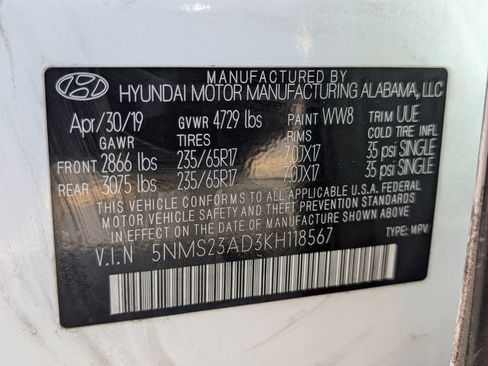 MANUFACTURED BY
HYUNDAI MOTOR MANUFACTURING ALABAMA, LLC
Apr/30/19 GVWR 4729 lbs PAINT WW8 TRIM UUE
GAWR TIRES RIMS COLD TIRE INFL
FRONT 2866 lbs 235/65R17 7.0JX17 35 psi SINGLE
REAR 3075 lbs 235/65R17 7.0JX17 35 psi SINGLE
THIS VEHICLE CONFORMS TO ALL APPLICABLE U.S.A. FEDERAL
MOTOR VEHICLE SAFETY AND BUMPER STANDARDS IN EFFECT
ON THE DATE OF MANUFACTURE SHOWN ABOVE.
V.I.N 5NMS23AD3KH118567 TYPE: MPV